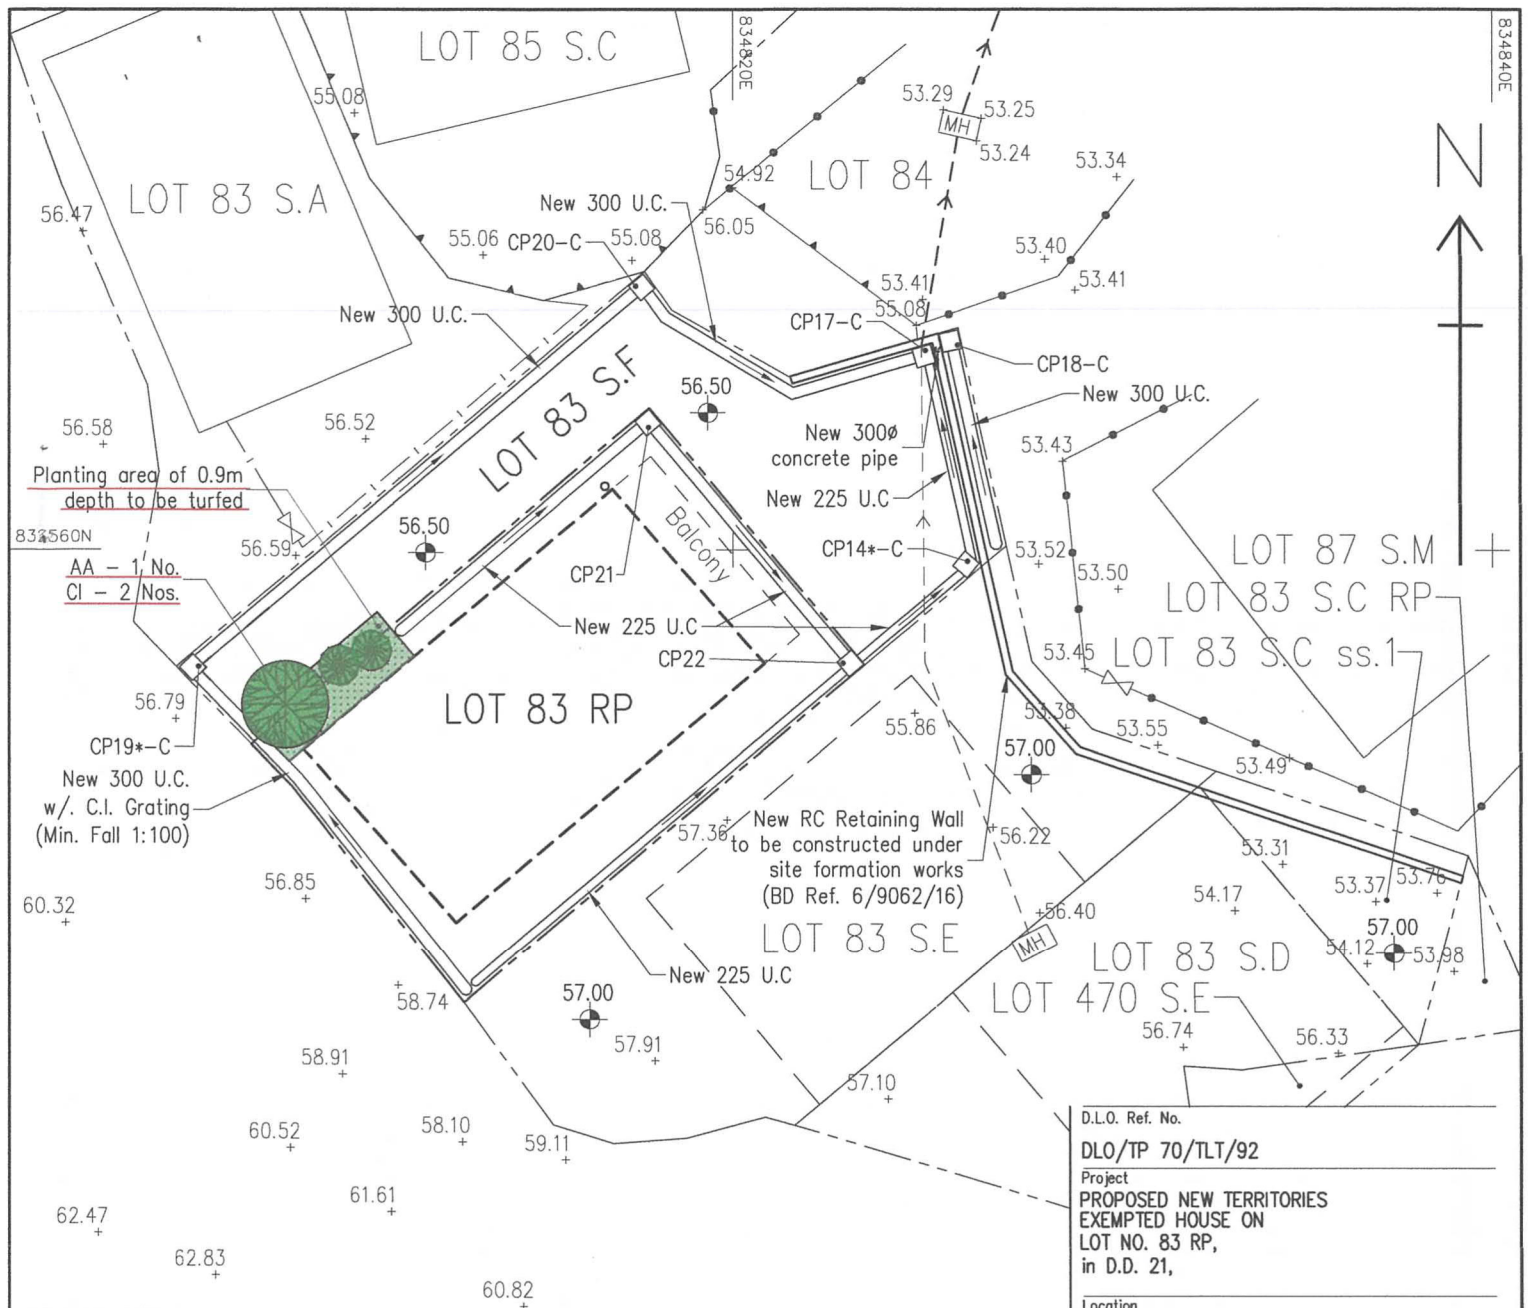 LOT 85 S.C
834820E
834840E
55.08
53.29
53.25
MH
53.24
54.92
LOT 84
53.34
N
LOT 83 S.A
56.47
New 300 U.C.
56.05
55.06
CP20-C
55.08
53.40
53.41
53.41
55.08
New 300 U.C.
CP17-C
CP18-C
56.50
New 300 U.C.
LOT 83 S.F
56.58
56.52
New 300ø
concrete pipe
53.43
Planting area of 0.9m
depth to be turfed
New 225 U.C
56.50
Balcony
56.59
CP14*-C
53.52
LOT 87 S.M
AA - 1 No.
CI - 2 Nos.
CP21
53.50
LOT 83 S.C RP
New 225 U.C
CP22
53.45
LOT 83 S.C ss.1
56.79
LOT 83 RP
55.86
53.38
53.55
CP19*-C
57.00
53.49
New 300 U.C.
w/. C.I. Grating
(Min. Fall 1:100)
57.36
New RC Retaining Wall
to be constructed under
site formation works
(BD Ref. 6/9062/16)
56.22
53.31
56.85
53.37
53.76
60.32
54.17
56.40
57.00
LOT 83 S.E
MH
54.12
53.98
LOT 83 S.D
New 225 U.C
58.74
57.00
LOT 470 S.E
57.91
56.74
56.33
58.91
57.10
D.L.O. Ref. No.
DLO/TP 70/TLT/92
60.52
58.10
59.11
Project
PROPOSED NEW TERRITORIES
EXEMPTED HOUSE ON
LOT NO. 83 RP,
in D.D. 21,
61.61
62.47
62.83
60.82
Location